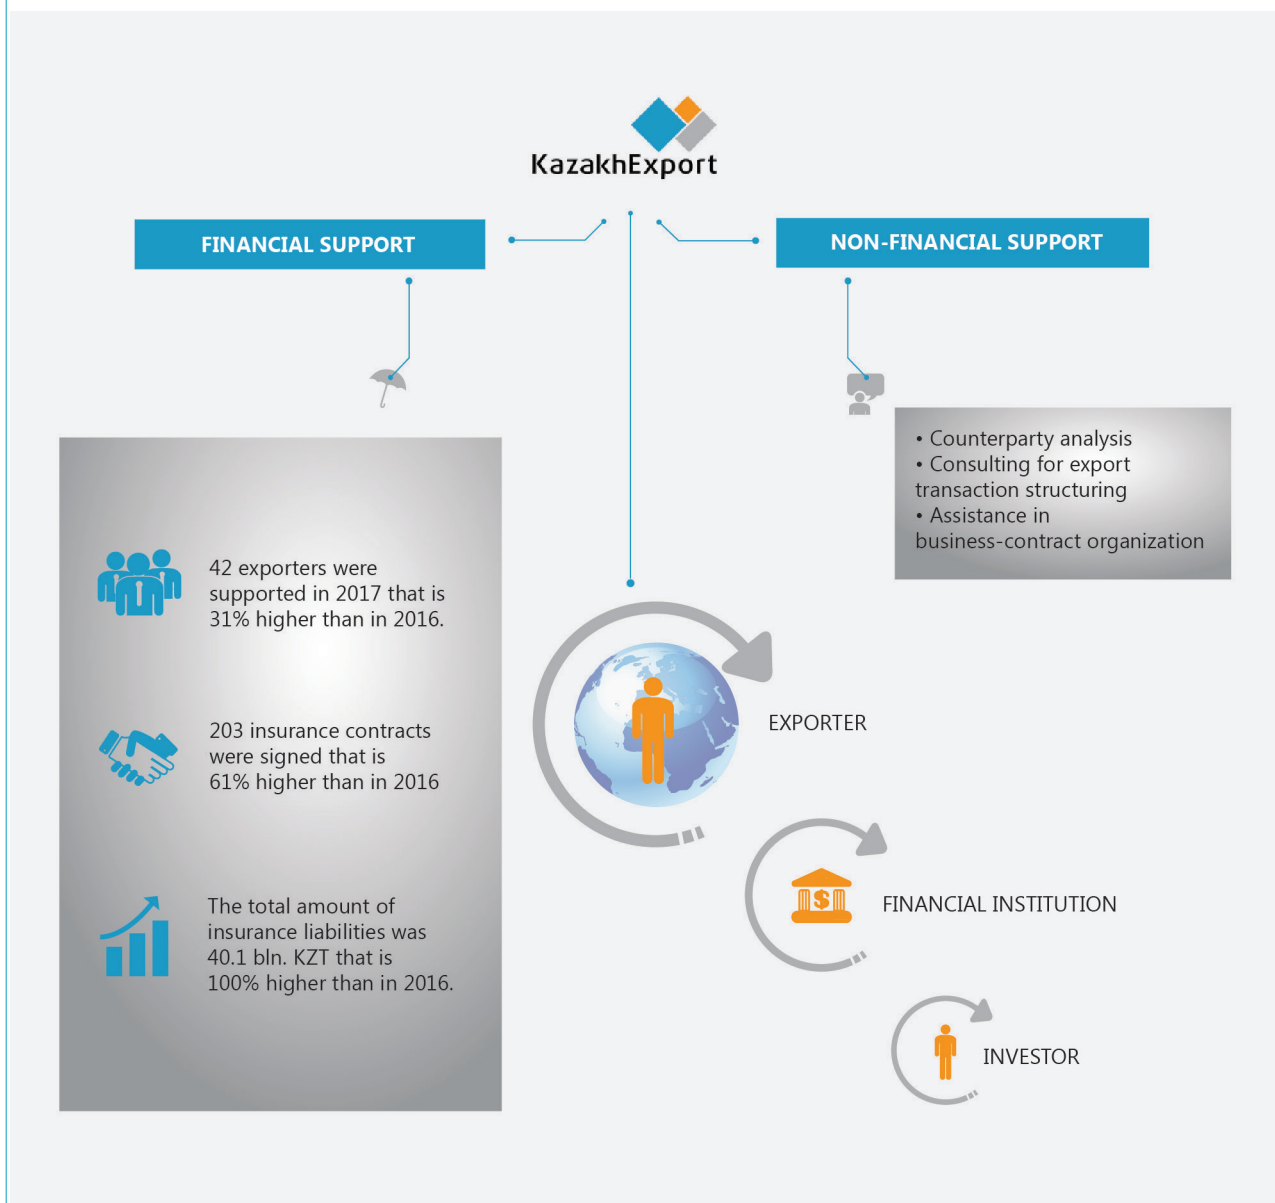 KazakhExport
FINANCIAL SUPPORT
NON-FINANCIAL SUPPORT
• Counterparty analysis
• Consulting for export
transaction structuring
• Assistance in
business-contract organization
42 exporters were
supported in 2017 that is
31% higher than in 2016.
203 insurance contracts
were signed that is
61% higher than in 2016
The total amount of
insurance liabilities was
40.1 bln. KZT that is
100% higher than in 2016.
EXPORTER
$
FINANCIAL INSTITUTION
INVESTOR